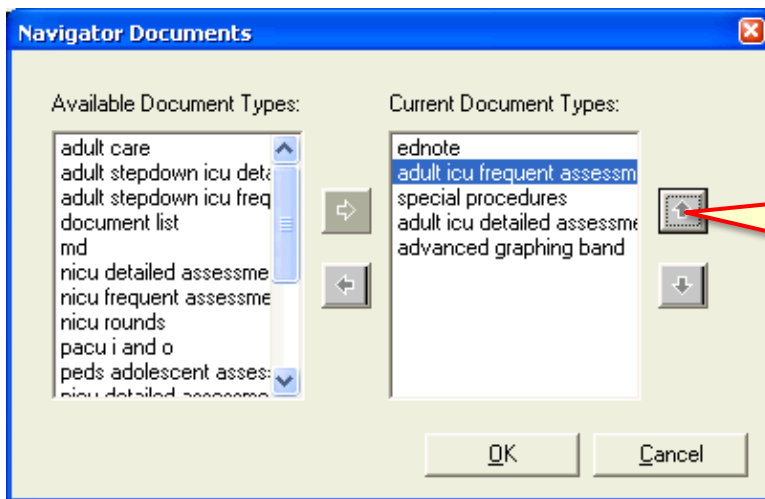 Navigator Documents
Available Document Types:
adult care
adult stepdown icu deta
adult stepdown icu freq
document list
md
nicu detailed assessme
nicu frequent assessme
nicu rounds
pacu i and o
peds adolescent asses
Current Document Types:
ednote
adult icu frequent assessm
special procedures
adult icu detailed assessme
advanced graphing band
OK
Cancel